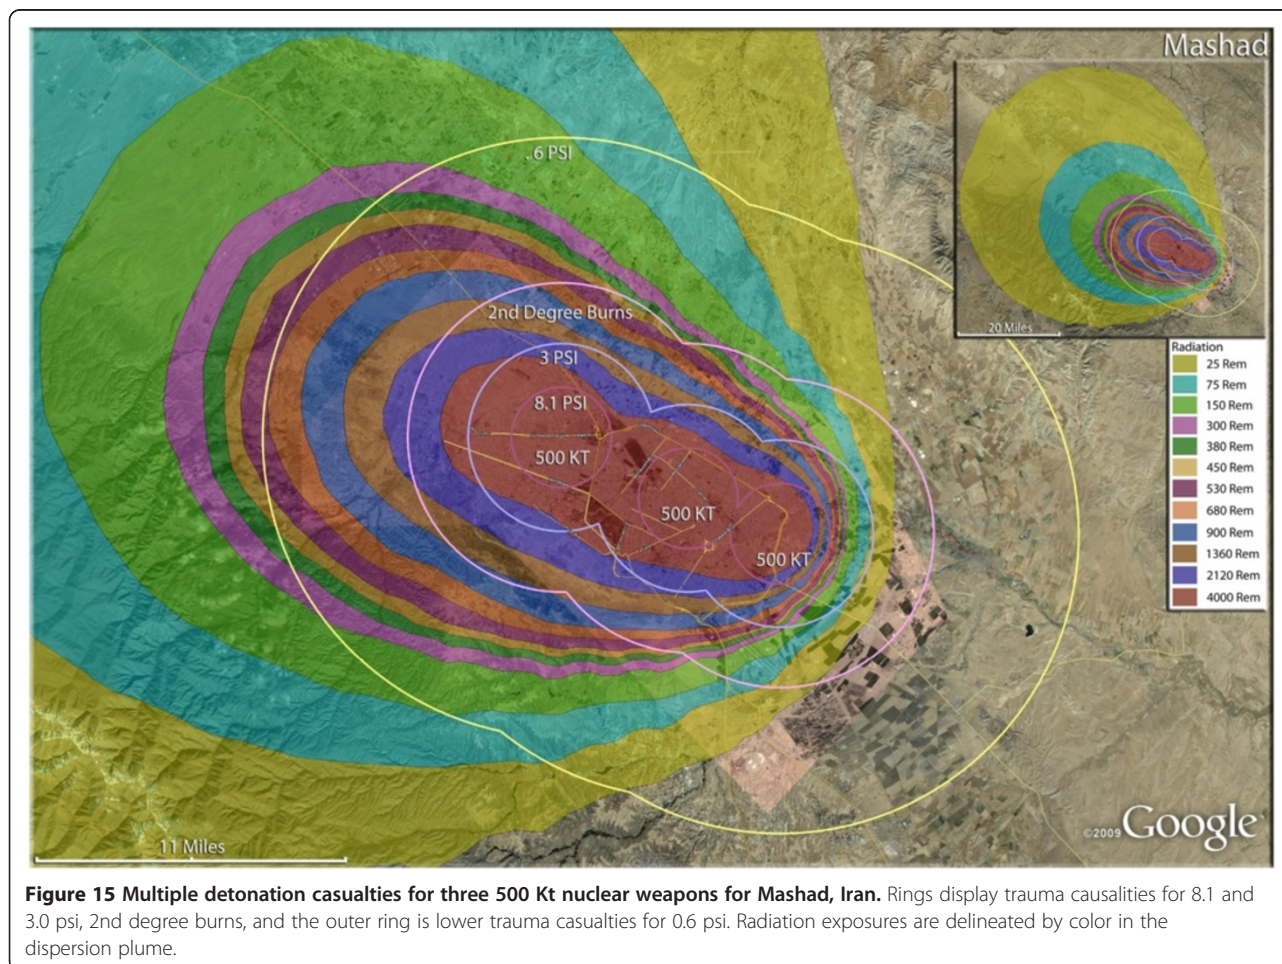 Mashad
.6 PSI
2nd Degree Burns
3 PSI
8.1 PSI
500 KT
500 KT
500 KT
20 Miles
Radiation
25 Rem
75 Rem
150 Rem
300 Rem
380 Rem
450 Rem
530 Rem
680 Rem
900 Rem
1360 Rem
2120 Rem
4000 Rem
11 Miles
©2009 Google
Figure 15 Multiple detonation casualties for three 500 Kt nuclear weapons for Mashad, Iran. Rings display trauma causalities for 8.1 and
3.0 psi, 2nd degree burns, and the outer ring is lower trauma casualties for 0.6 psi. Radiation exposures are delineated by color in the
dispersion plume.